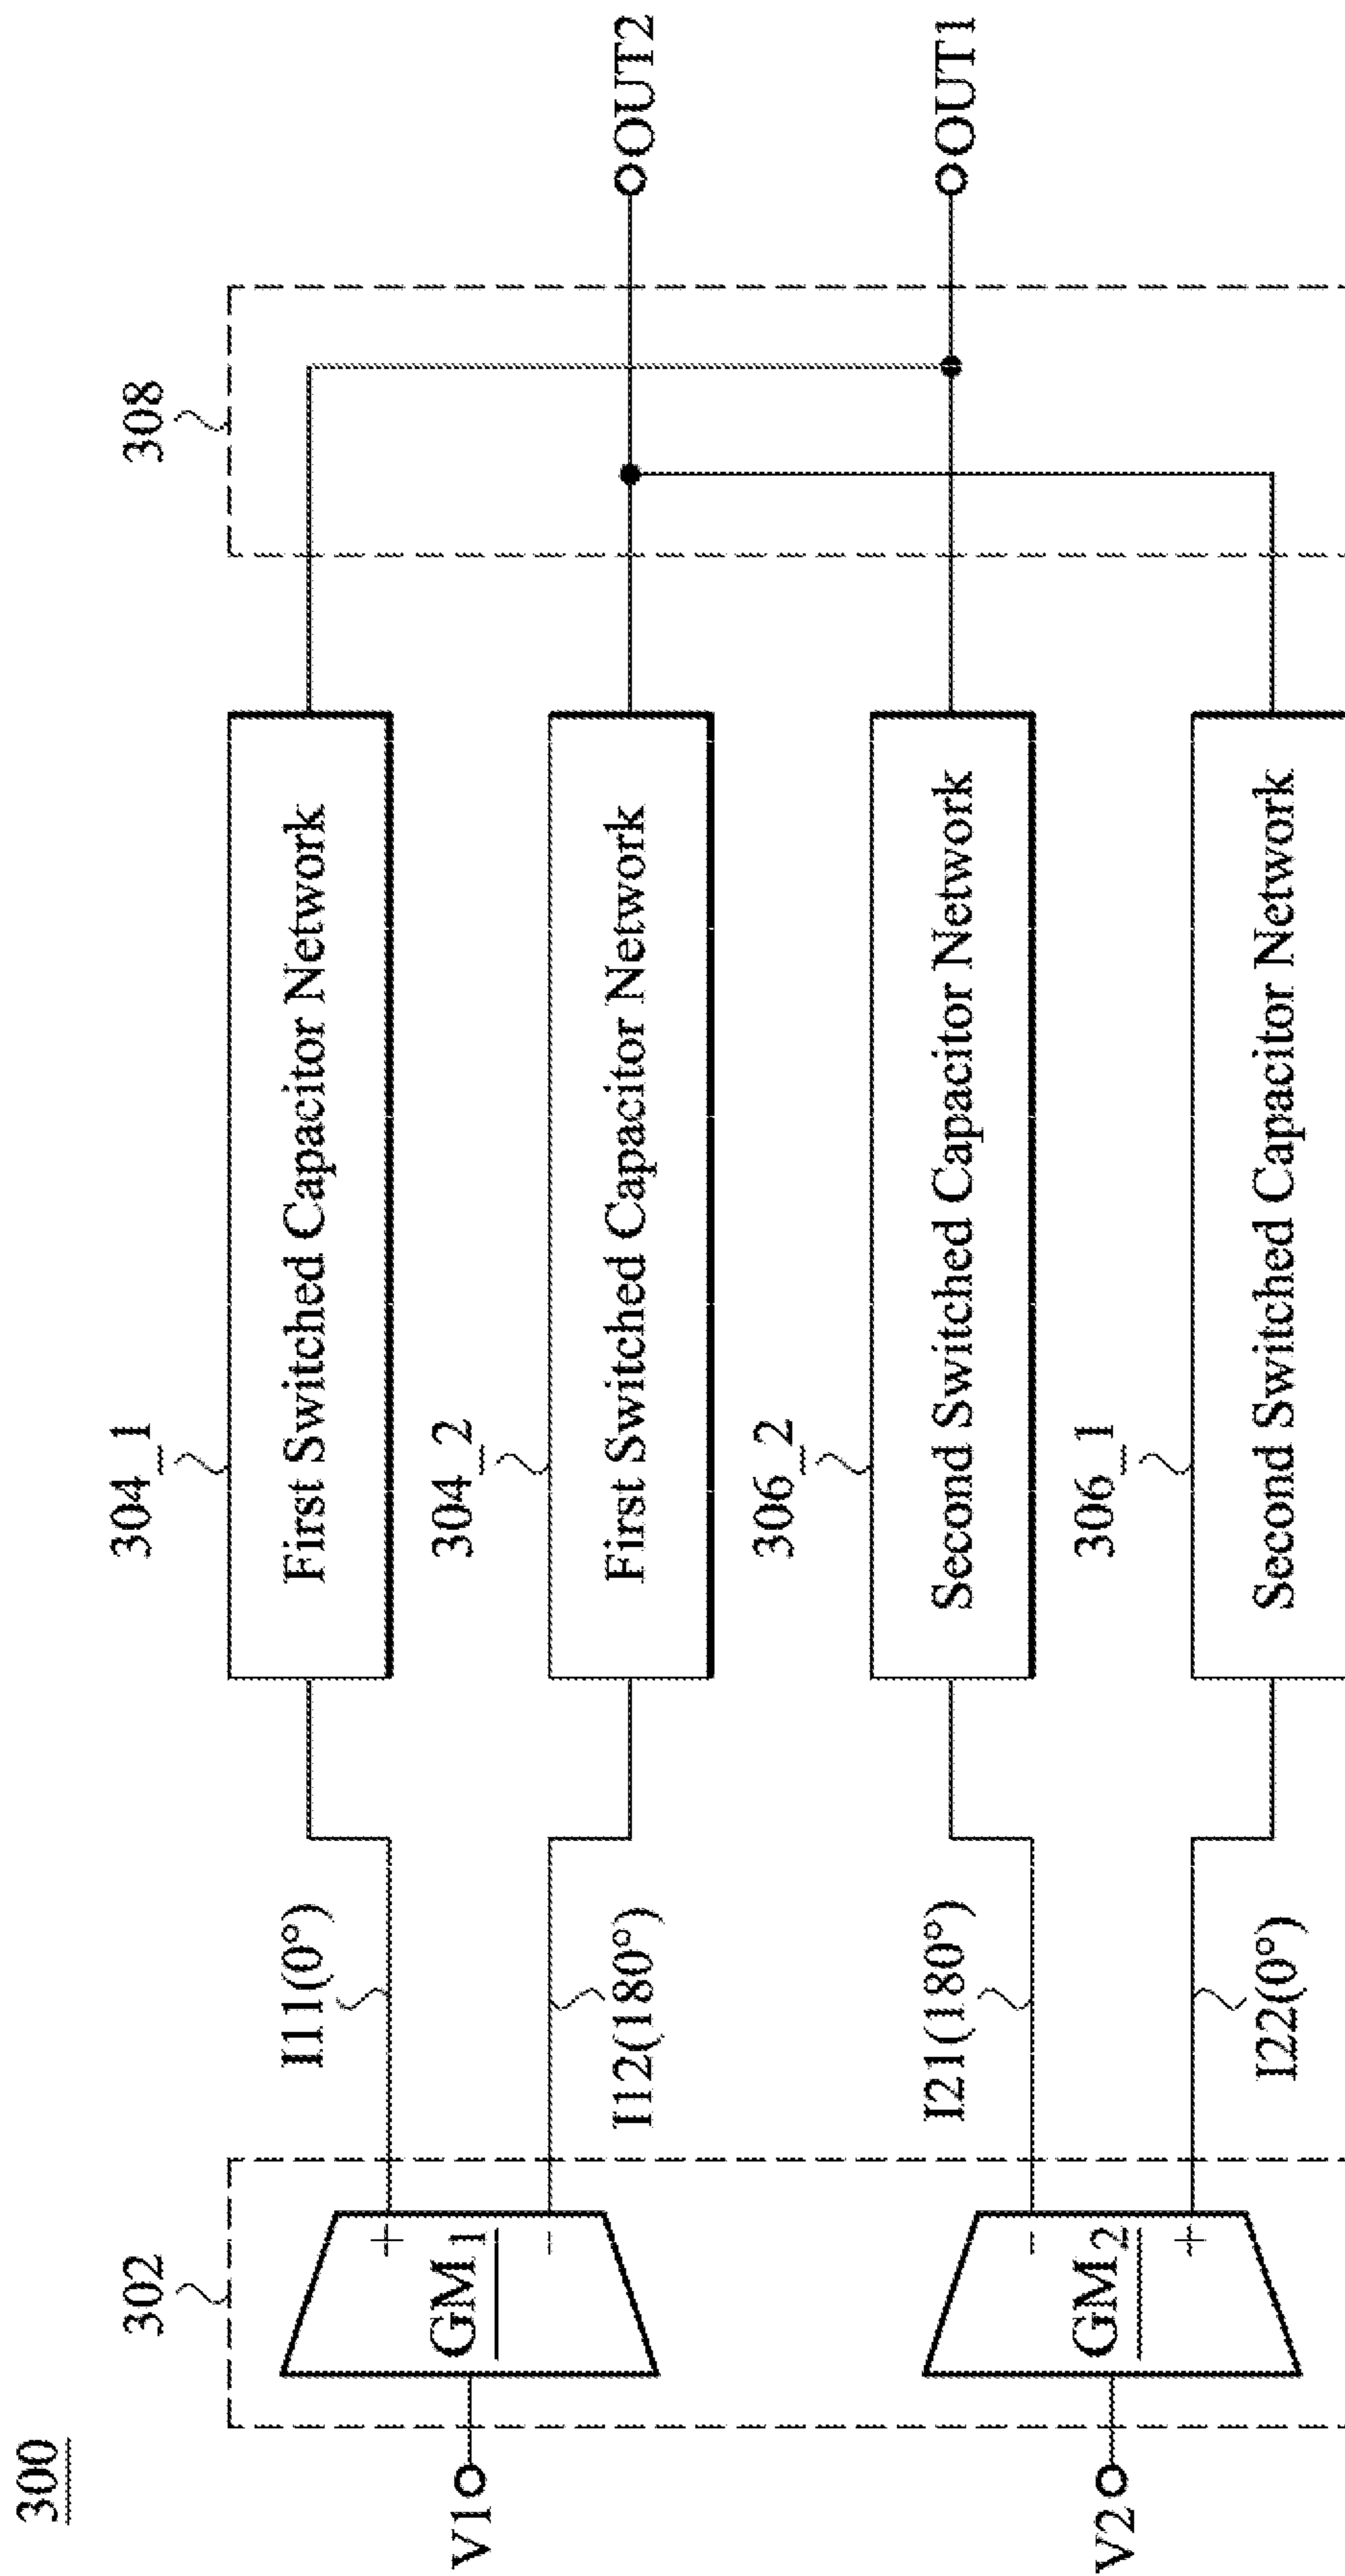 300
302
308
V1
GM1
+
-
I11(0°)
I12(180°)
304_1
First Switched Capacitor Network
304_2
First Switched Capacitor Network
OUT2
V2
GM2
-
+
I21(180°)
I22(0°)
306_2
Second Switched Capacitor Network
OUT1
306_1
Second Switched Capacitor Network